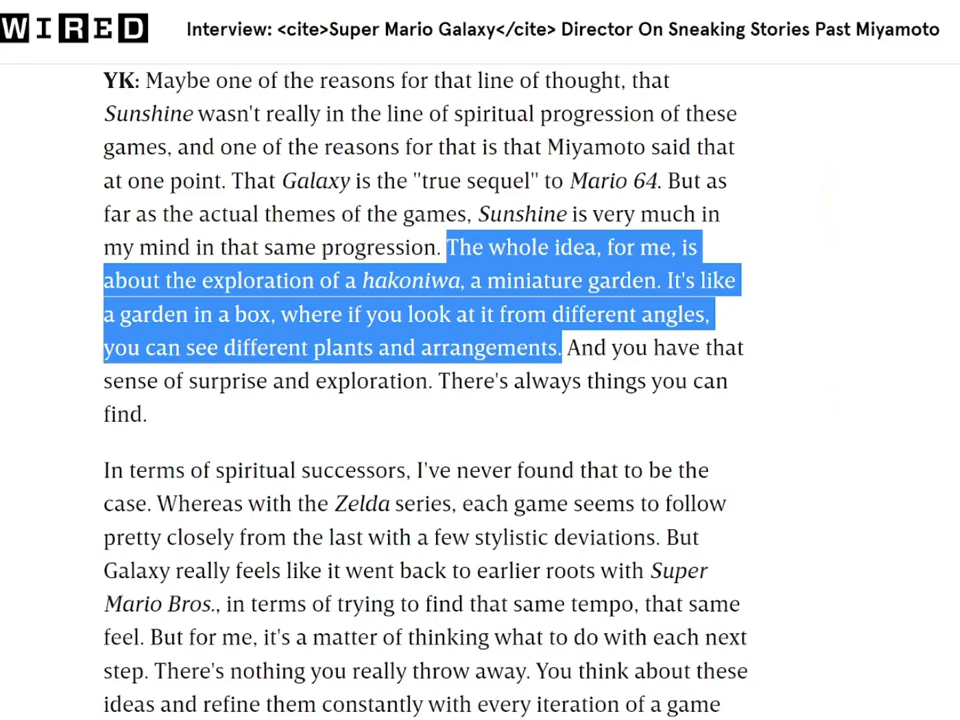 WIRED
Interview: <cite>Super Mario Galaxy</cite> Director On Sneaking Stories Past Miyamoto
YK: Maybe one of the reasons for that line of thought, that
Sunshine wasn't really in the line of spiritual progression of these
games, and one of the reasons for that is that Miyamoto said that
at one point. That Galaxy is the "true sequel" to Mario 64. But as
far as the actual themes of the games, Sunshine is very much in
my mind in that same progression. The whole idea, for me, is
about the exploration of a hakoniwa, a miniature garden. It's like
a garden in a box, where if you look at it from different angles,
you can see different plants and arrangements. And you have that
sense of surprise and exploration. There's always things you can
find.
In terms of spiritual successors, I've never found that to be the
case. Whereas with the Zelda series, each game seems to follow
pretty closely from the last with a few stylistic deviations. But
Galaxy really feels like it went back to earlier roots with Super
Mario Bros., in terms of trying to find that same tempo, that same
feel. But for me, it's a matter of thinking what to do with each next
step. There's nothing you really throw away. You think about these
ideas and refine them constantly with every iteration of a game